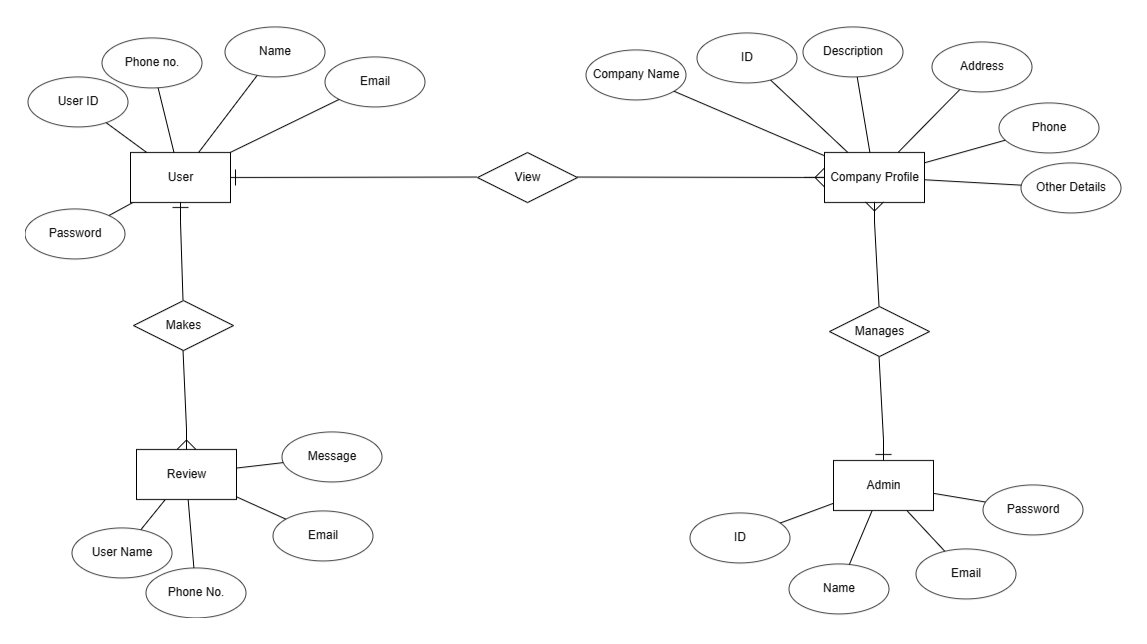 Name
Phone no.
Email
User ID
User
Password
View
Company Name
ID
Description
Address
Phone
Company Profile
Other Details
Makes
Manages
Review
Message
Email
User Name
Phone No.
Admin
Password
ID
Name
Email